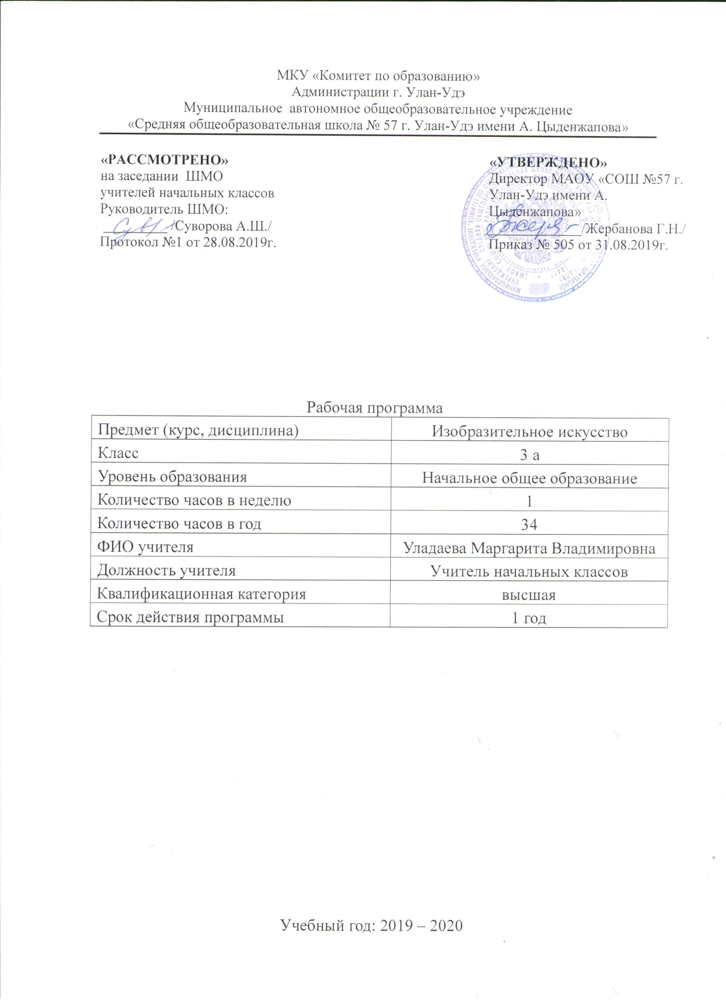 МКУ «Комитет по образованию»
Администрации г. Улан-Удэ
Муниципальное автономное общеобразовательное учреждение
«Средняя общеобразовательная школа № 57 г. Улан-Удэ имени А. Цыденжапова»
«РАССМОТРЕНО»
на заседании ШМО
учителей начальных классов
Руководитель ШМО:
/Суворова А.Ш./
Протокол №1 от 28.08.2019г.
«УТВЕРЖДЕНО»
Директор МАОУ «СОШ №57 г.
Улан-Удэ имени А.
Цыденжапова»
/Жербанова Г.Н./
Приказ № 505 от 31.08.2019г.
Рабочая программа
Предмет (курс, дисциплина) Изобразительное искусство
Класс 3 а
Уровень образования Начальное общее образование
Количество часов в неделю 1
Количество часов в год 34
ФИО учителя Уладаева Маргарита Владимировна
Должность учителя Учитель начальных классов
Квалификационная категория высшая
Срок действия программы 1 год
Учебный год: 2019 – 2020